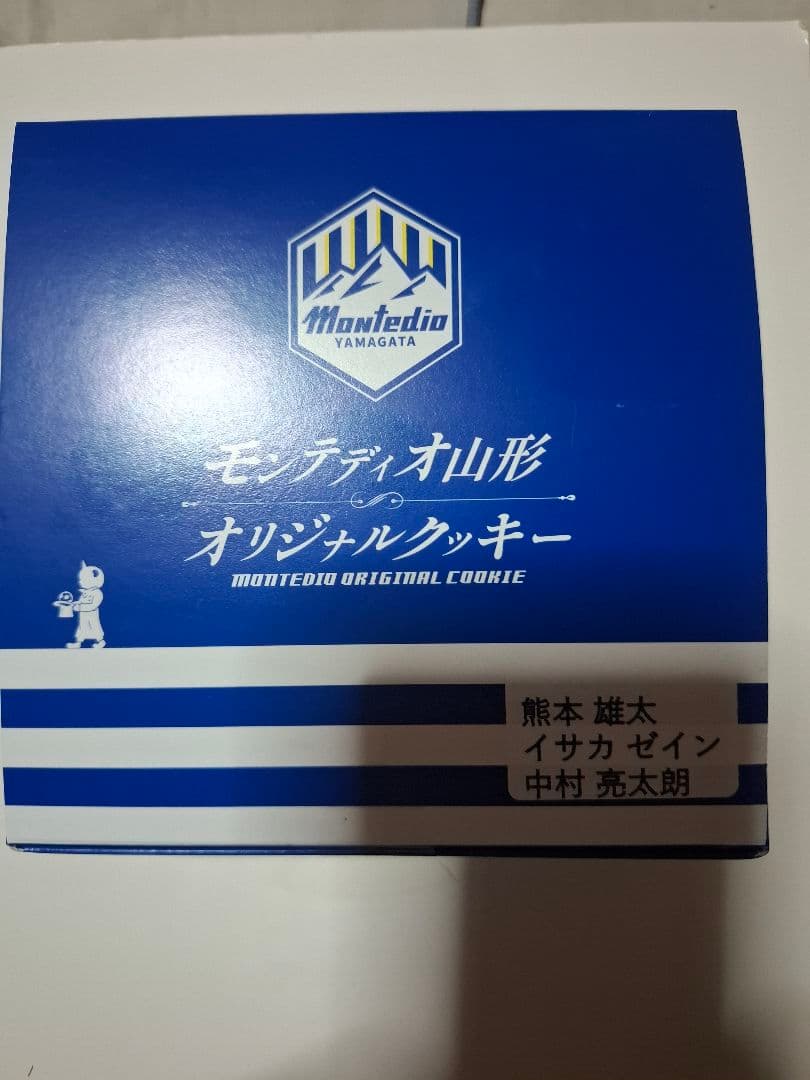 Montedio
YAMAGATA
モンテディオ山形
オリジナルクッキー
MONTEDIO ORIGINAL COOKIE
熊本 雄太
イサカ ゼイン
中村 亮太朗